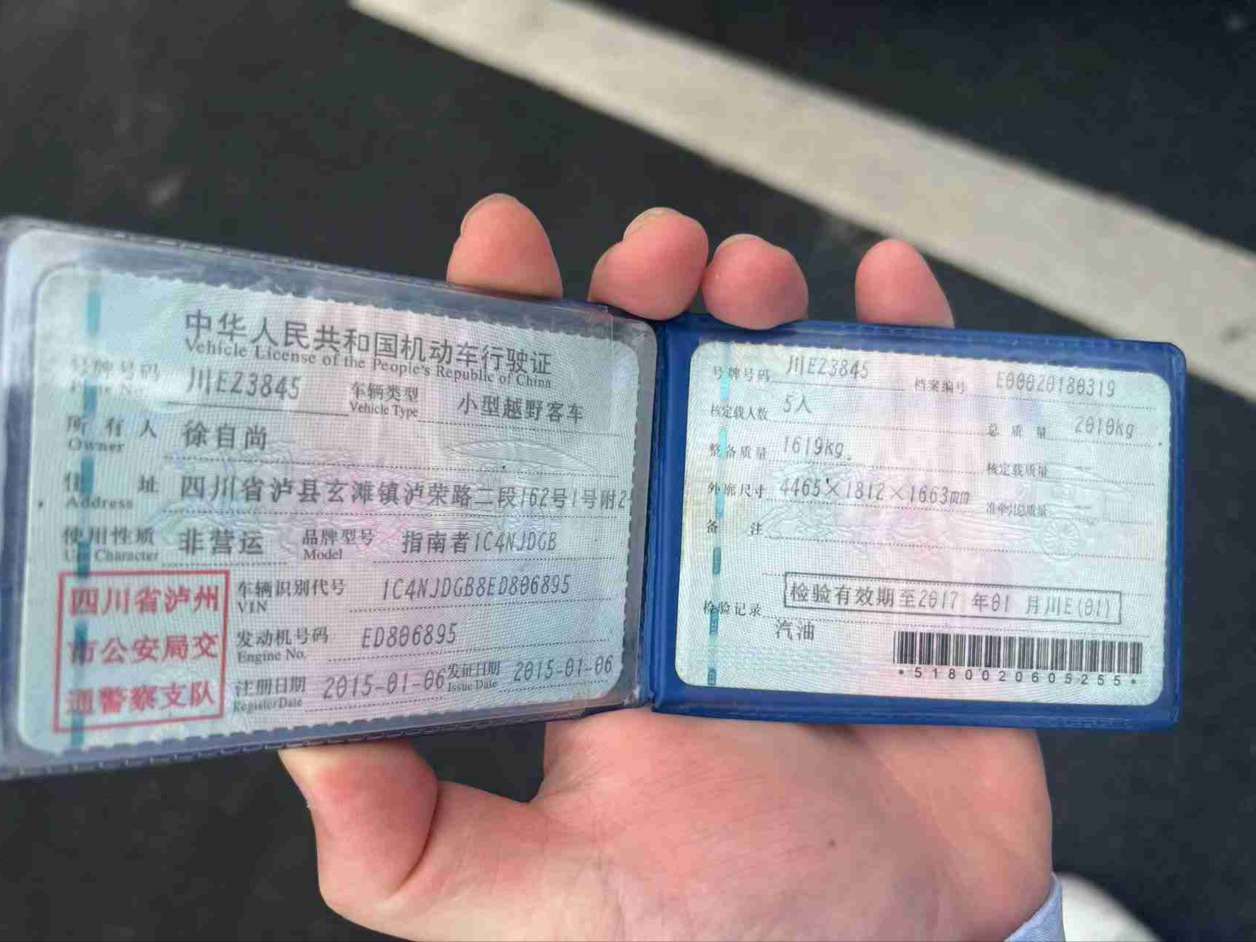 中华人民共和国机动车行驶证
Vehicle License of the People's Republic of China
号牌号码 川EZ3845 车辆类型 小型越野客车
Plate No. Vehicle Type
所有人 徐自尚
Owner
住址 四川省泸县玄滩镇泸荣路二段162号1号附2
Address
使用性质 非营运 品牌型号 指南者1C4NJDGB
Use Character Model
四川省泸州
市公安局交
通警察支队
车辆识别代号 1C4NJDGB8ED806895
VIN
发动机号码 ED806895
Engine No.
注册日期 2015-01-06 发证日期 2015-01-06
Register Date Issue Date
号牌号码 川EZ3845 档案编号 E00020180319
核定载人数 5人 总质量 2010kg
整备质量 1619kg 核定载质量 --
外廓尺寸 4465×1812×1663mm 准牵引总质量 --
备注
检验有效期至2017年01月川E(01)
检验记录
汽油
*5180020605255*